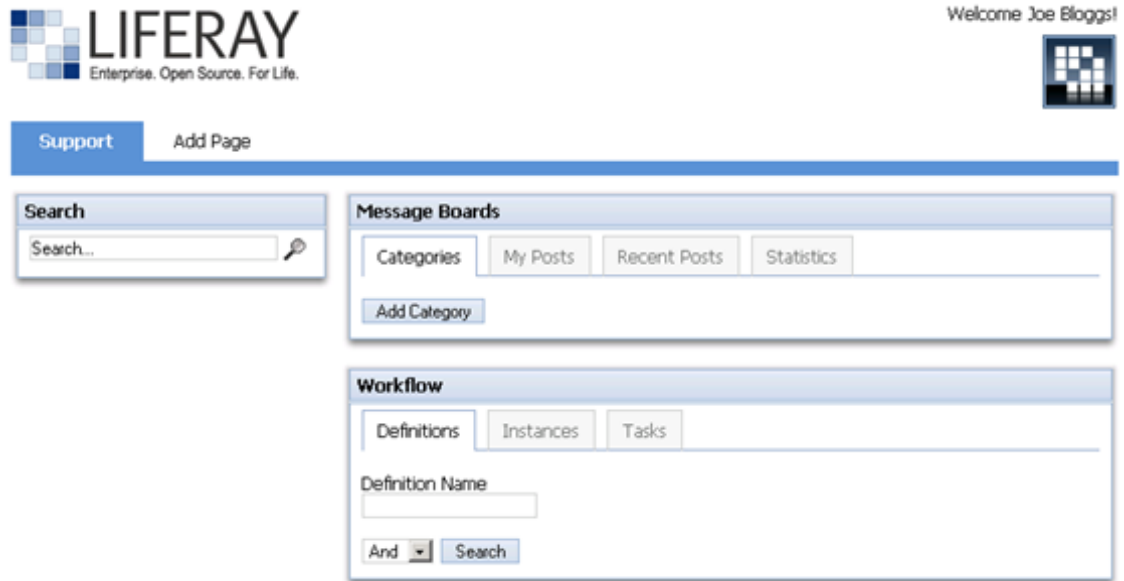 Welcome Joe Bloggs!
LIFERAY
Enterprise. Open Source. For Life.
Support Add Page
Search
Search...
Message Boards
Categories My Posts Recent Posts Statistics
Add Category
Workflow
Definitions Instances Tasks
Definition Name
And Search